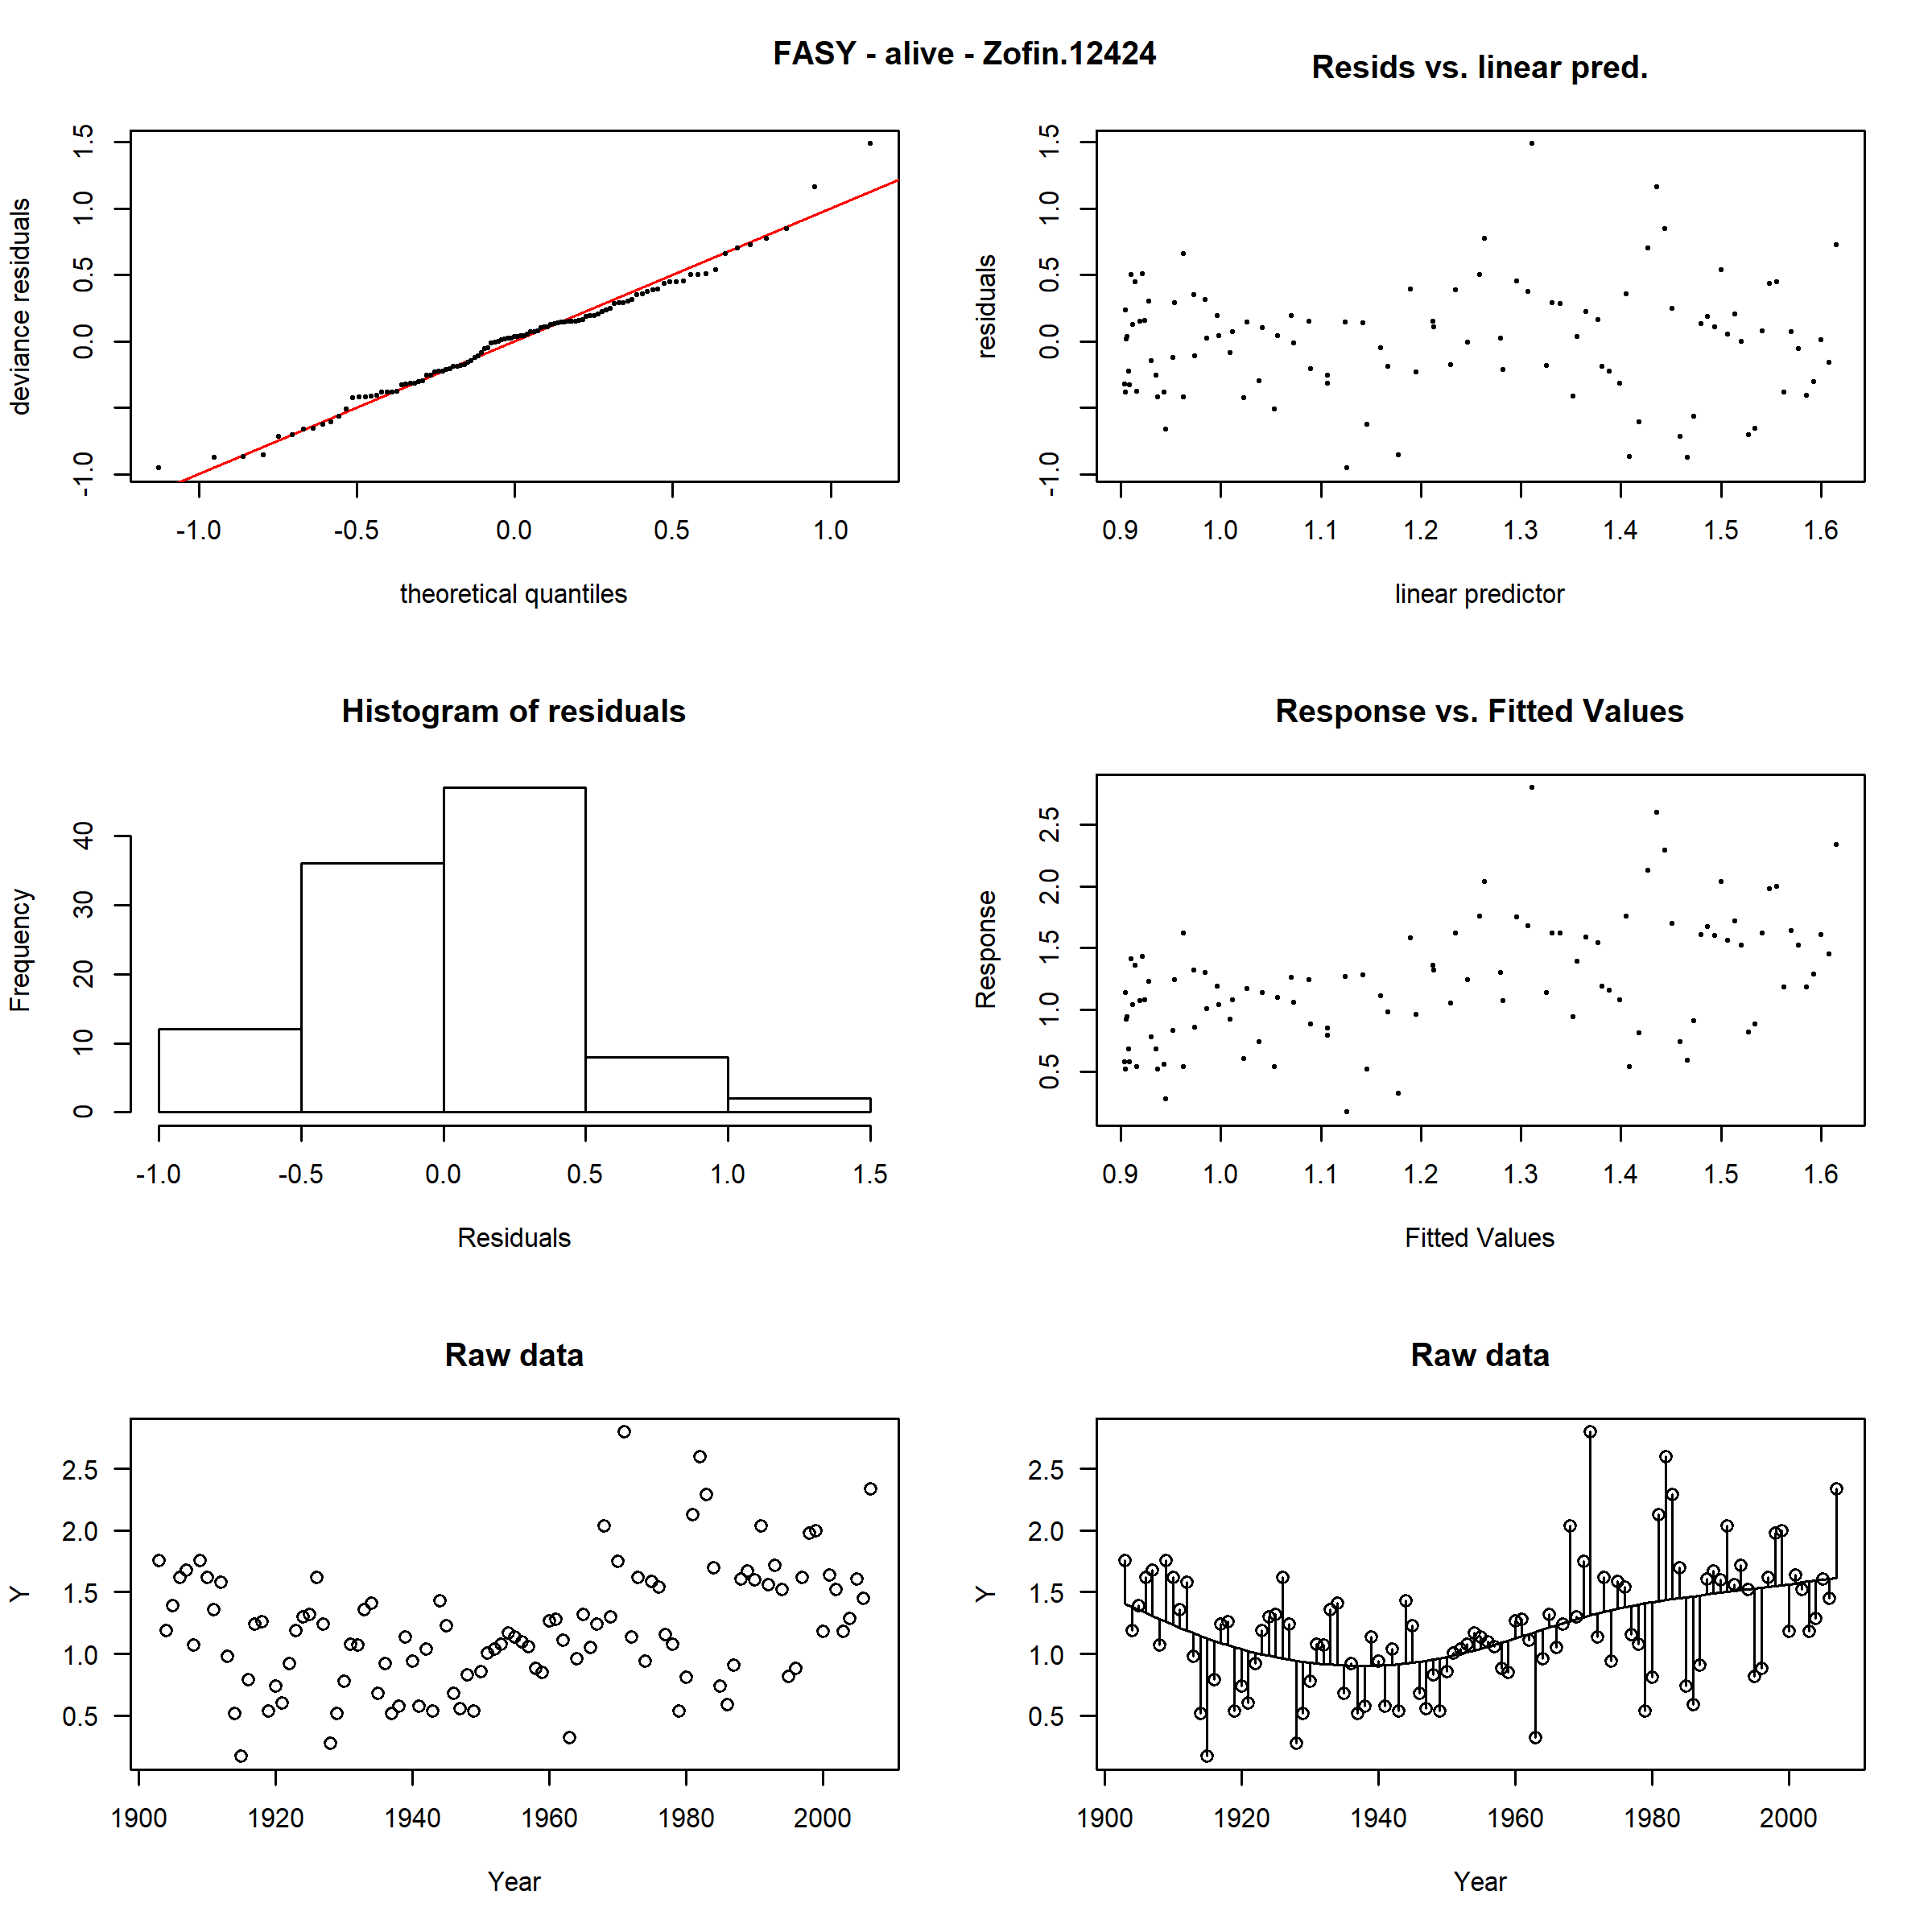 FASY - alive - Zofin.12424
Resids vs. linear pred.
deviance residuals
-1.0 0.0 0.5 1.0 1.5
-1.0 -0.5 0.0 0.5 1.0
theoretical quantiles
residuals
-1.0 0.0 0.5 1.0 1.5
0.9 1.0 1.1 1.2 1.3 1.4 1.5 1.6
linear predictor
Histogram of residuals
Frequency
0 10 20 30 40
-1.0 -0.5 0.0 0.5 1.0 1.5
Residuals
Response vs. Fitted Values
Response
0.5 1.0 1.5 2.0 2.5
0.9 1.0 1.1 1.2 1.3 1.4 1.5 1.6
Fitted Values
Raw data
Y
0.5 1.0 1.5 2.0 2.5
1900 1920 1940 1960 1980 2000
Year
Raw data
Y
0.5 1.0 1.5 2.0 2.5
1900 1920 1940 1960 1980 2000
Year